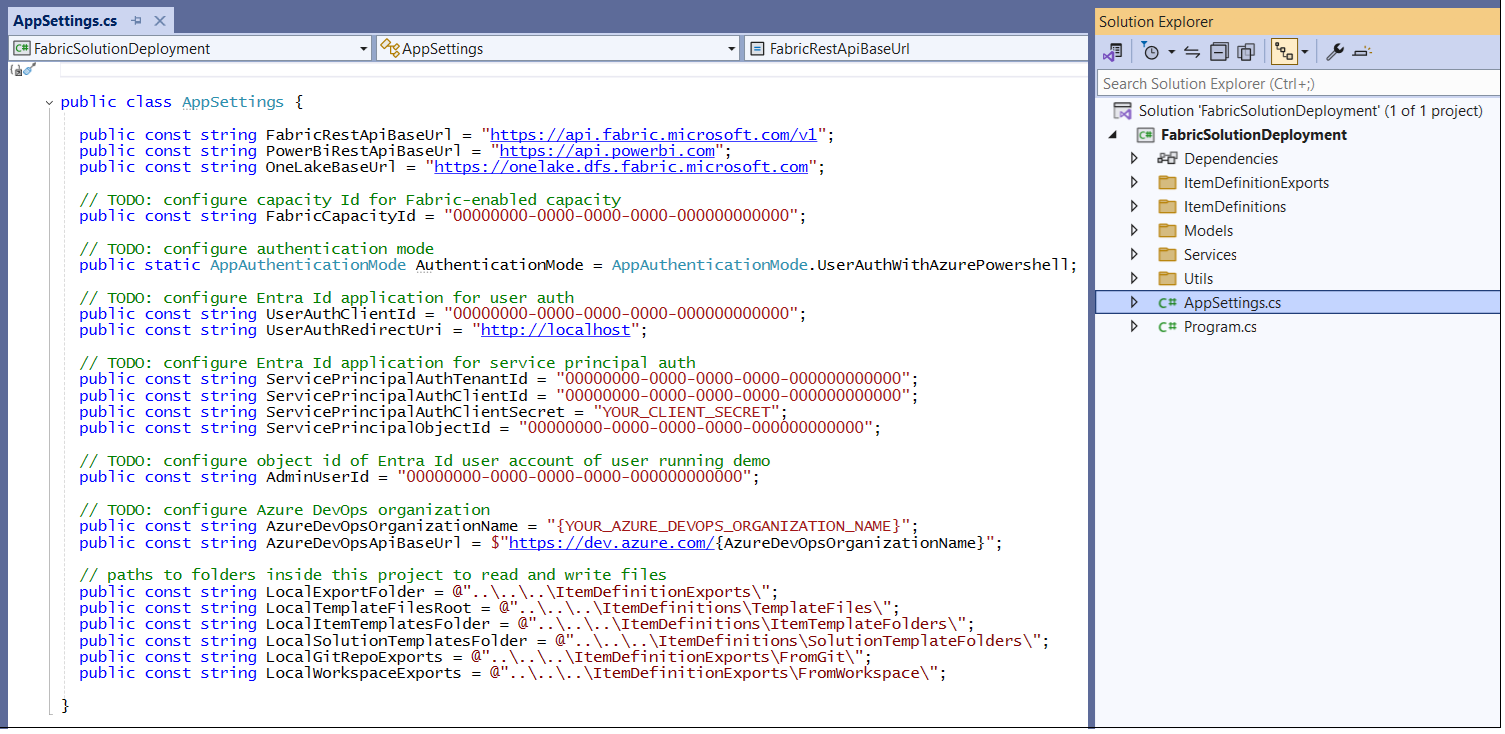 AppSettings.cs
FabricSolutionDeployment
AppSettings
FabricRestApiBaseUrl
public class AppSettings {
public const string FabricRestApiBaseUrl = "https://api.fabric.microsoft.com/v1";
public const string PowerBiRestApiBaseUrl = "https://api.powerbi.com";
public const string OneLakeBaseUrl = "https://onelake.dfs.fabric.microsoft.com";
// TODO: configure capacity Id for Fabric-enabled capacity
public const string FabricCapacityId = "00000000-0000-0000-0000-000000000000";
// TODO: configure authentication mode
public static AppAuthenticationMode AuthenticationMode = AppAuthenticationMode.UserAuthWithAzurePowershell;
// TODO: configure Entra Id application for user auth
public const string UserAuthClientId = "00000000-0000-0000-0000-000000000000";
public const string UserAuthRedirectUri = "http://localhost";
// TODO: configure Entra Id application for service principal auth
public const string ServicePrincipalAuthTenantId = "00000000-0000-0000-0000-000000000000";
public const string ServicePrincipalAuthClientId = "00000000-0000-0000-0000-000000000000";
public const string ServicePrincipalAuthClientSecret = "YOUR_CLIENT_SECRET";
public const string ServicePrincipalObjectId = "00000000-0000-0000-0000-000000000000";
// TODO: configure object id of Entra Id user account of user running demo
public const string AdminUserId = "00000000-0000-0000-0000-000000000000";
// TODO: configure Azure DevOps organization
public const string AzureDevOpsOrganizationName = "{YOUR_AZURE_DEVOPS_ORGANIZATION_NAME}";
public const string AzureDevOpsApiBaseUrl = $"https://dev.azure.com/{AzureDevOpsOrganizationName}";
// paths to folders inside this project to read and write files
public const string LocalExportFolder = @"..\..\..\ItemDefinitionExports\";
public const string LocalTemplateFilesRoot = @"..\..\..\ItemDefinitions\TemplateFiles\";
public const string LocalItemTemplatesFolder = @"..\..\..\ItemDefinitions\ItemTemplateFolders\";
public const string LocalSolutionTemplatesFolder = @"..\..\..\ItemDefinitions\SolutionTemplateFolders\";
public const string LocalGitRepoExports = @"..\..\..\ItemDefinitionExports\FromGit\";
public const string LocalWorkspaceExports = @"..\..\..\ItemDefinitionExports\FromWorkspace\";
}
Solution Explorer
Search Solution Explorer (Ctrl+;)
Solution 'FabricSolutionDeployment' (1 of 1 project)
FabricSolutionDeployment
Dependencies
ItemDefinitionExports
ItemDefinitions
Models
Services
Utils
C# AppSettings.cs
C# Program.cs